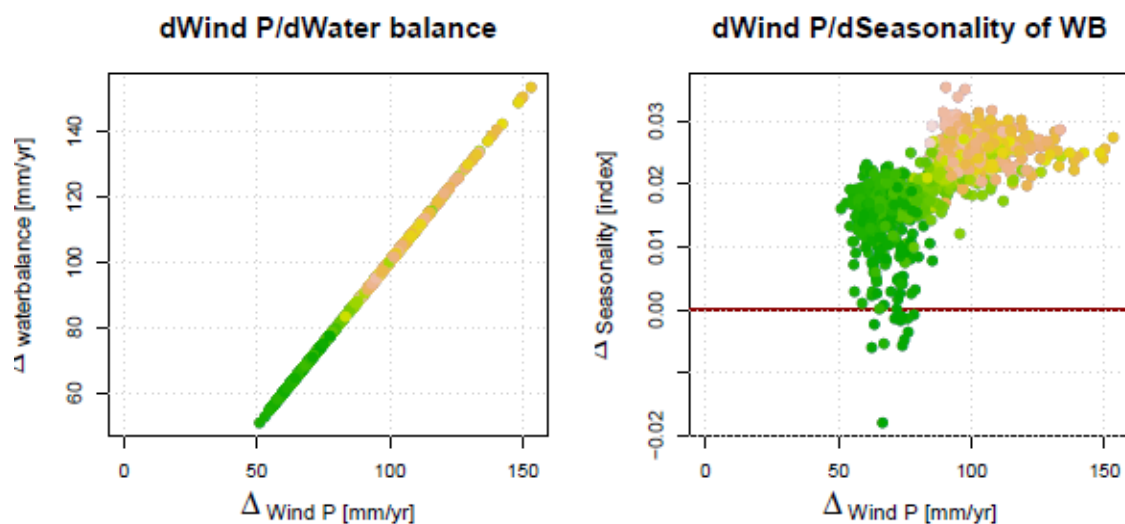 dWind P/dWater balance
Δ waterbalance [mm/yr]
140
120
100
80
60
0 50 100 150
Δ Wind P [mm/yr]
dWind P/dSeasonality of WB
Δ Seasonality [index]
0.03
0.02
0.01
0.00
−0.02
0 50 100 150
Δ Wind P [mm/yr]